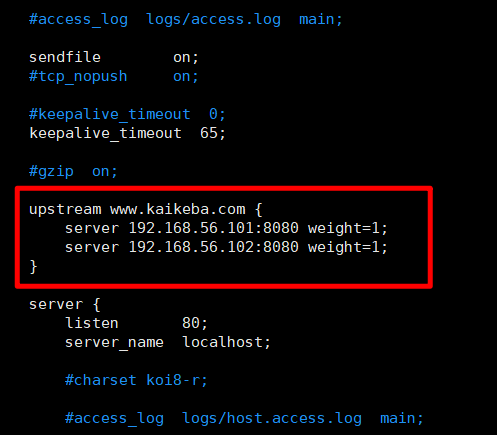 #access_log  logs/access.log  main;
sendfile        on;
#tcp_nopush     on;
#keepalive_timeout  0;
keepalive_timeout  65;
#gzip  on;
upstream www.kaikeba.com {
    server 192.168.56.101:8080 weight=1;
    server 192.168.56.102:8080 weight=1;
}
server {
    listen       80;
    server_name  localhost;
    #charset koi8-r;
    #access_log  logs/host.access.log  main;